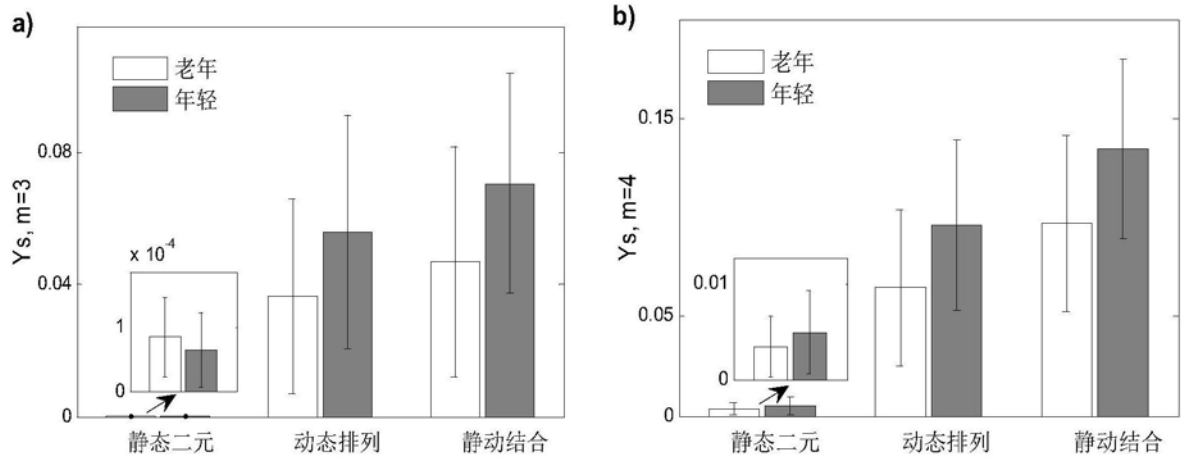 a)
老年
年轻
0.08
0.04
0
Ys, m=3
x 10-4
1
0
静态二元
动态排列
静动结合
b)
老年
年轻
0.15
0.05
0
Ys, m=4
0.01
0
静态二元
动态排列
静动结合